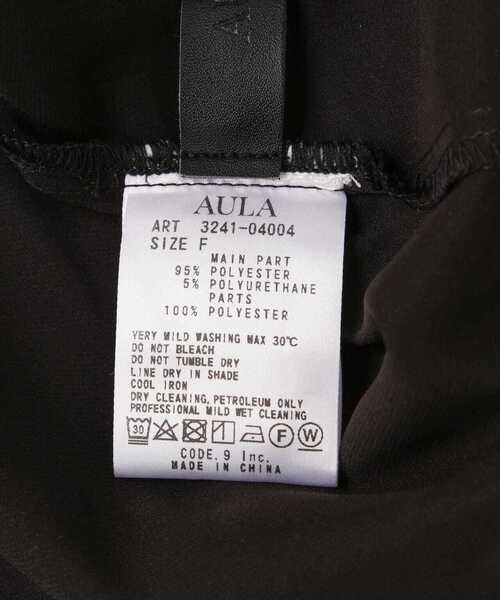 AULA
ART 3241-04004
SIZE F
MAIN PART
95% POLYESTER
5% POLYURETHANE
PARTS
100% POLYESTER
VERY MILD WASHING MAX 30℃
DO NOT BLEACH
DO NOT TUMBLE DRY
LINE DRY IN SHADE
COOL IRON
DRY CLEANING, PETROLEUM ONLY
PROFESSIONAL MILD WET CLEANING
30 F W
CODE.9 Inc.
MADE IN CHINA